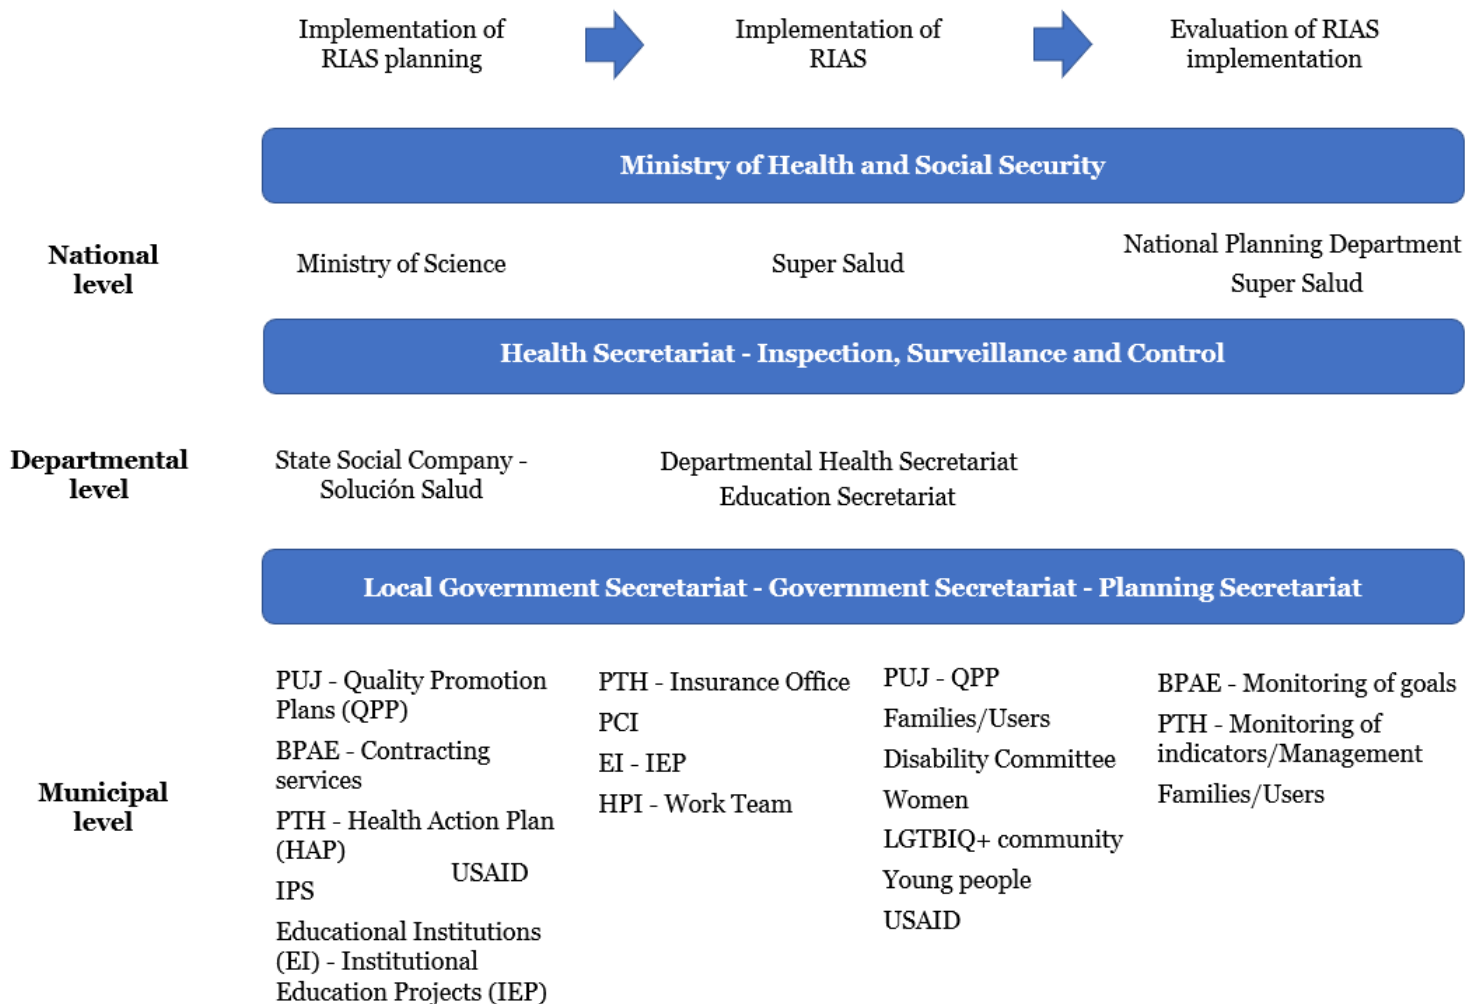 Implementation of
RIAS planning
Implementation of
RIAS
Evaluation of RIAS
implementation
Ministry of Health and Social Security
National
level
Ministry of Science
Super Salud
National Planning Department
Super Salud
Health Secretariat - Inspection, Surveillance and Control
Departmental
level
State Social Company -
Solución Salud
Departmental Health Secretariat
Education Secretariat
Local Government Secretariat - Government Secretariat - Planning Secretariat
Municipal
level
PUJ - Quality Promotion
Plans (QPP)
BPAE - Contracting
services
PTH - Health Action Plan
(HAP)
USAID
IPS
Educational Institutions
(EI) - Institutional
Education Projects (IEP)
PTH - Insurance Office
PCI
EI - IEP
HPI - Work Team
PUJ - QPP
Families/Users
Disability Committee
Women
LGTBIQ+ community
Young people
USAID
BPAE - Monitoring of goals
PTH - Monitoring of
indicators/Management
Families/Users